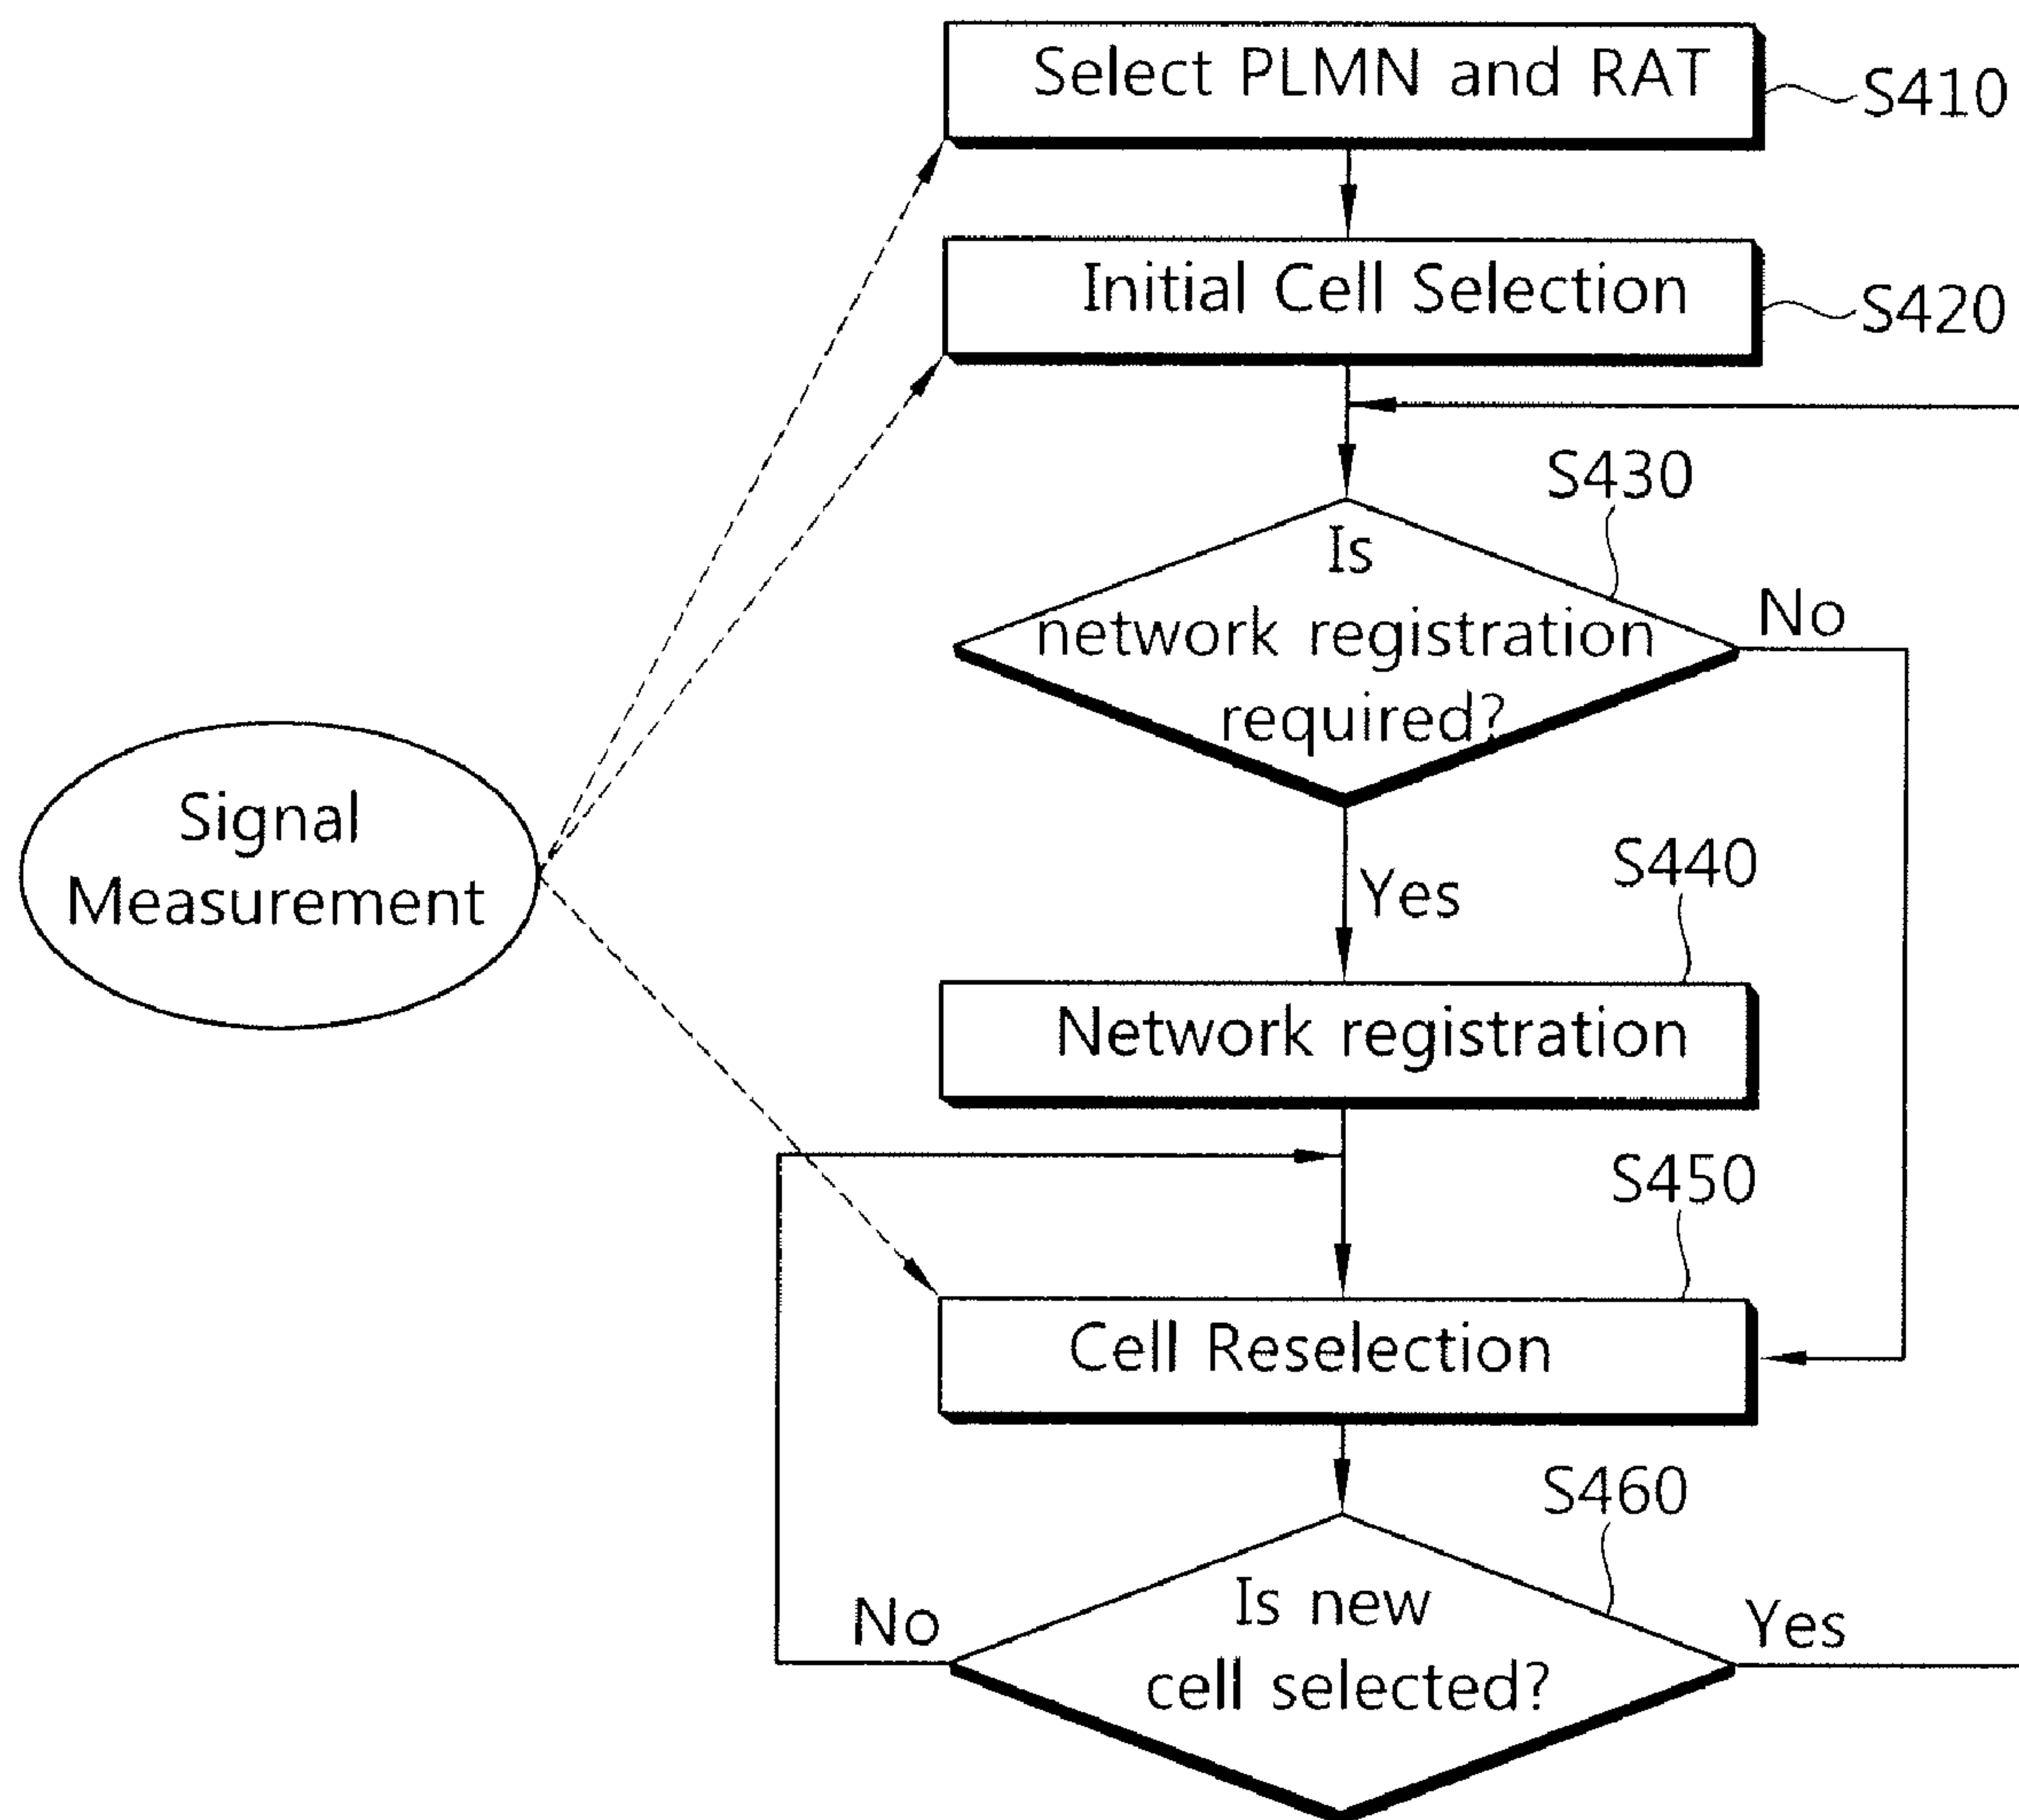 Select PLMN and RAT
S410
Initial Cell Selection
S420
S430
Is
network registration
required?
No
Signal
Measurement
Yes
S440
Network registration
S450
Cell Reselection
S460
Is new
cell selected?
No
Yes